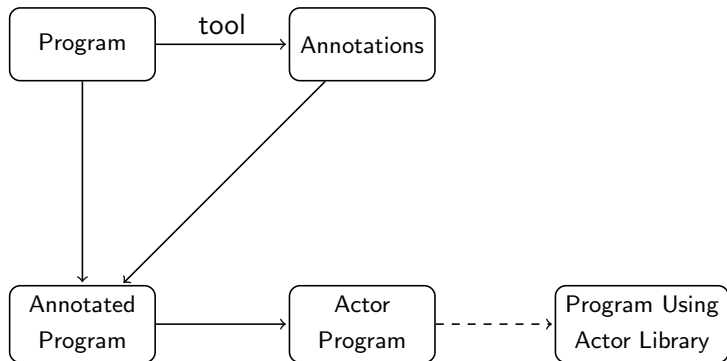 Program
tool
Annotations
Annotated
Program
Actor
Program
Program Using
Actor Library